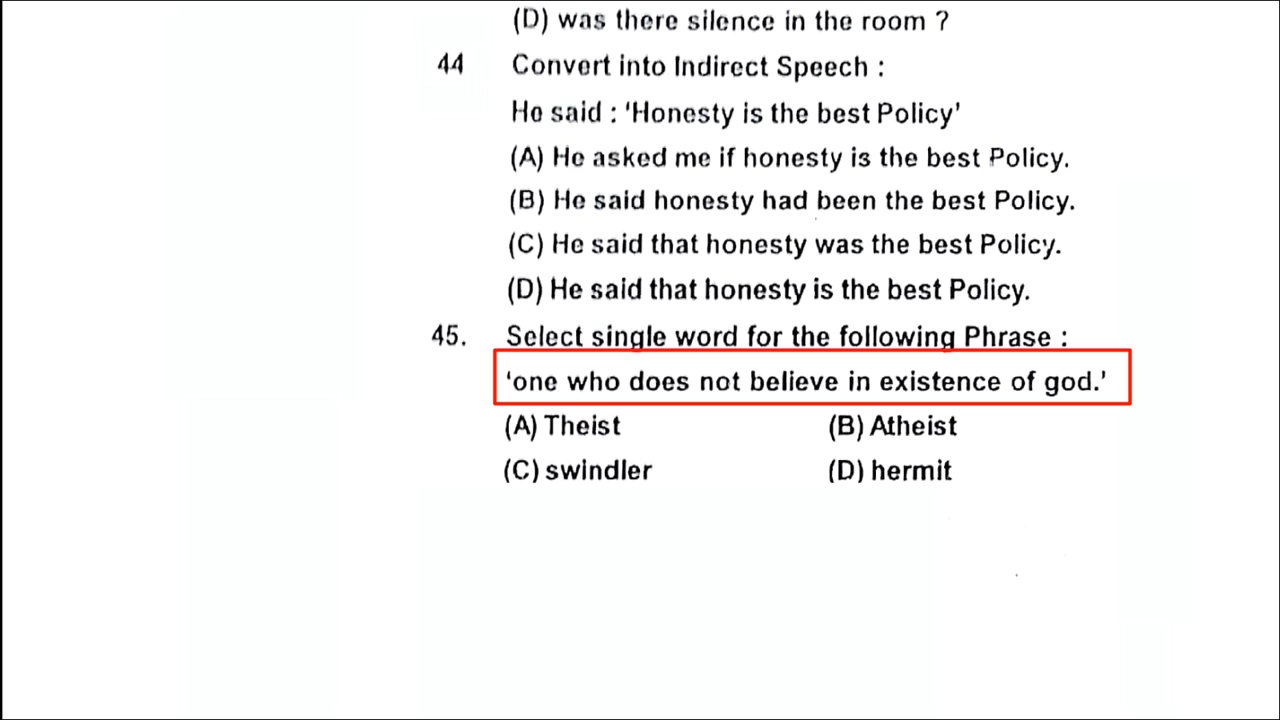 (D) was there silence in the room ?
44 Convert into Indirect Speech :
He said : 'Honesty is the best Policy'
(A) He asked me if honesty is the best Policy.
(B) He said honesty had been the best Policy.
(C) He said that honesty was the best Policy.
(D) He said that honesty is the best Policy.
45. Select single word for the following Phrase :
'one who does not believe in existence of god.'
(A) Theist (B) Atheist
(C) swindler (D) hermit